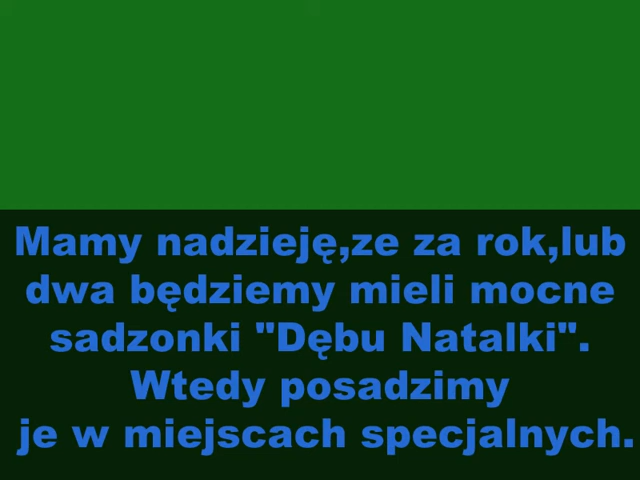 Mamy nadzieję,ze za rok,lub
dwa będziemy mieli mocne
sadzonki "Dębu Natalki".
Wtedy posadzimy
je w miejscach specjalnych.